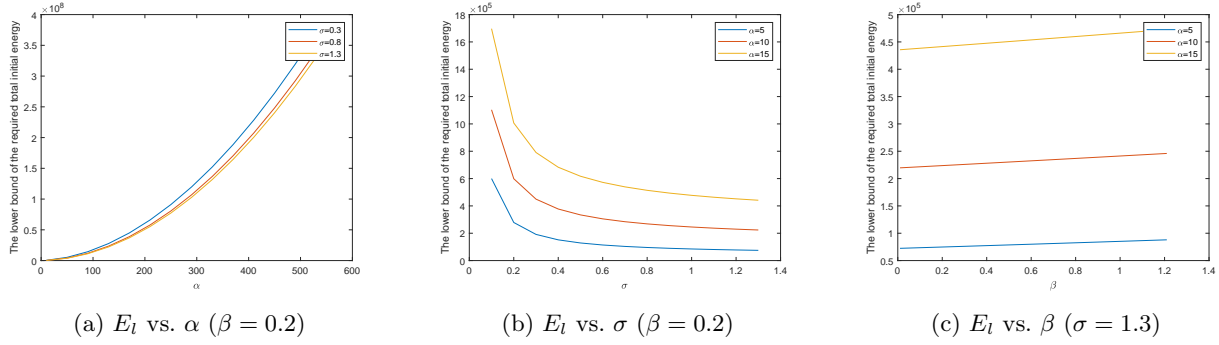 ×10^8
The lower bound of the required total initial energy
4
3.5
3
2.5
2
1.5
1
0.5
0
0 100 200 300 400 500 600
α
σ=0.3
σ=0.8
σ=1.3
(a) E_l vs. α (β = 0.2)
×10^5
The lower bound of the required total initial energy
18
16
14
12
10
8
6
4
2
0
0 0.2 0.4 0.6 0.8 1 1.2 1.4
σ
α=5
α=10
α=15
(b) E_l vs. σ (β = 0.2)
×10^5
The lower bound of the required total initial energy
5
4.5
4
3.5
3
2.5
2
1.5
1
0.5
0 0.2 0.4 0.6 0.8 1 1.2 1.4
β
α=5
α=10
α=15
(c) E_l vs. β (σ = 1.3)